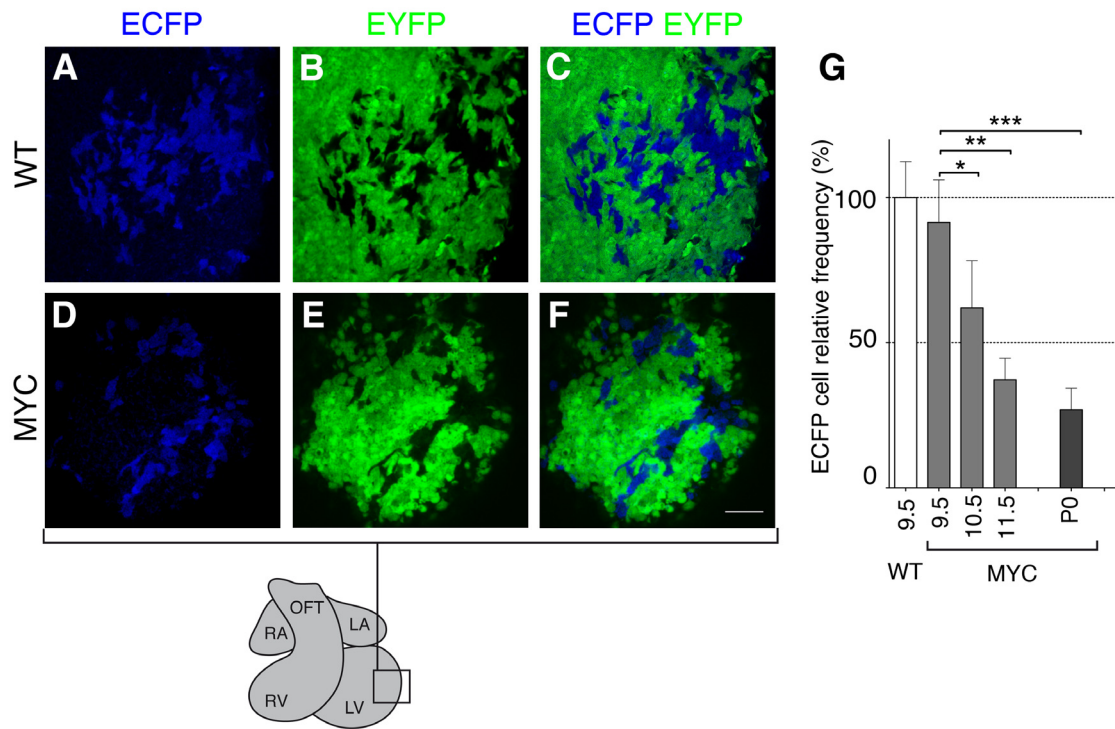 ECFP EYFP ECFP EYFP
WT
A B C
MYC
D E F
OFT
RA LA
RV LV
G
ECFP cell relative frequency (%)
***
**
*
100
50
0
9.5 9.5 10.5 11.5 P0
WT MYC